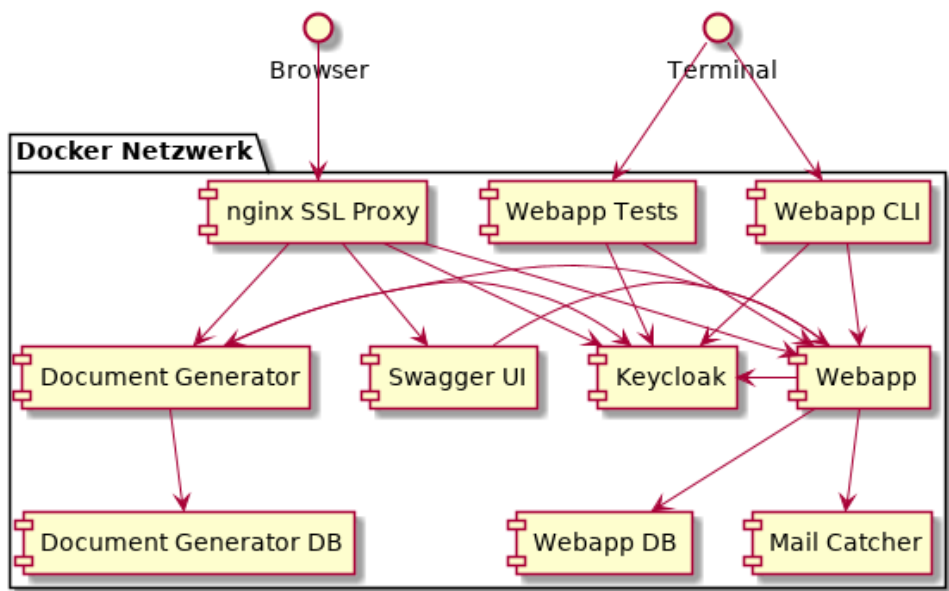 Browser
Terminal
Docker Netzwerk
nginx SSL Proxy
Webapp Tests
Webapp CLI
Document Generator
Swagger UI
Keycloak
Webapp
Document Generator DB
Webapp DB
Mail Catcher